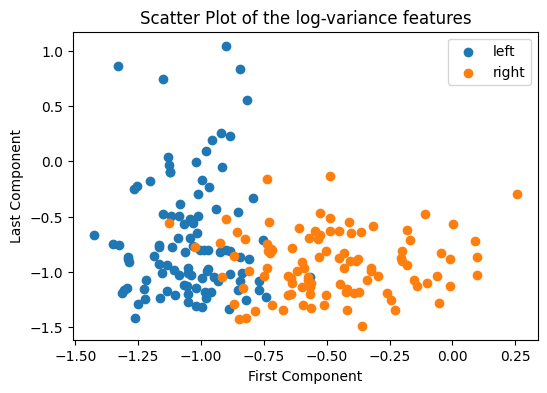 Scatter Plot of the log-variance features
left
right
1.0
0.5
0.0
−0.5
−1.0
−1.5
Last Component
−1.50 −1.25 −1.00 −0.75 −0.50 −0.25 0.00 0.25
First Component